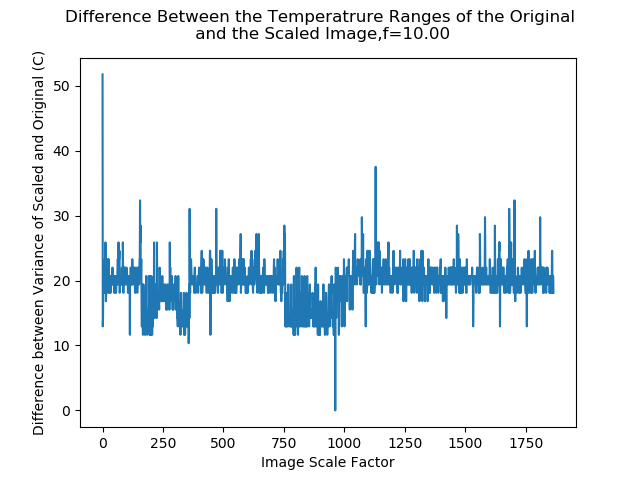 Difference Between the Temperatrure Ranges of the Original
and the Scaled Image,f=10.00
Difference between Variance of Scaled and Original (C)
50
40
30
20
10
0
0 250 500 750 1000 1250 1500 1750
Image Scale Factor